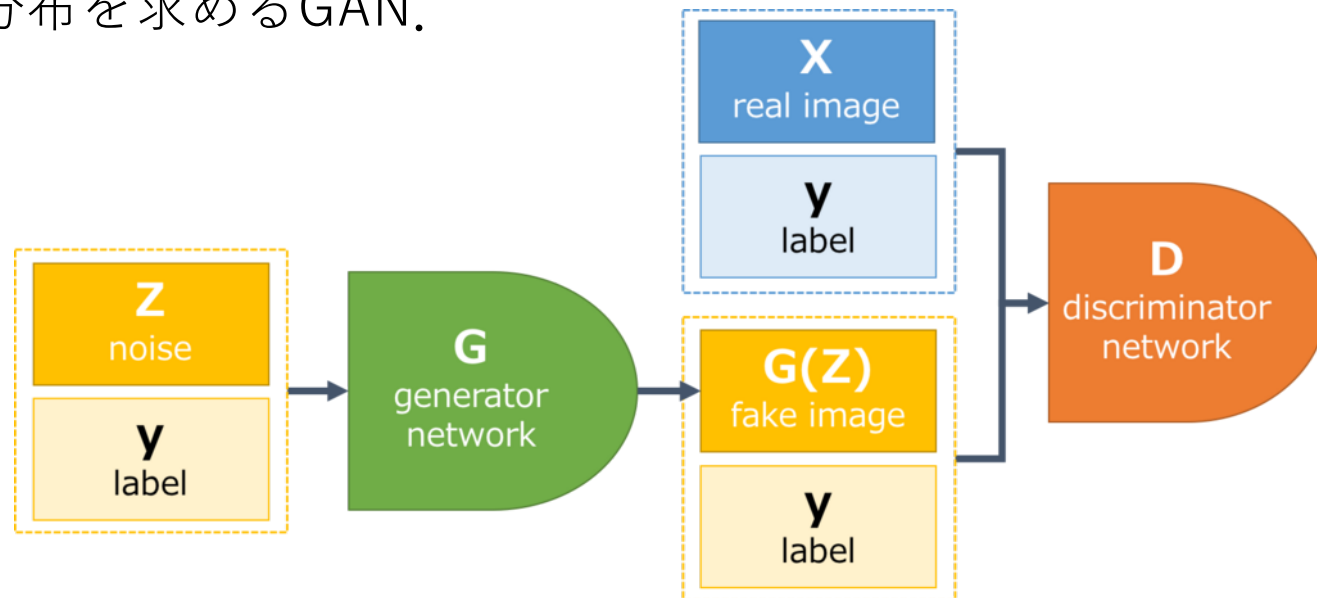 分布を求めるGAN.
X
real image
y
label
Z
noise
y
label
G
generator
network
G(Z)
fake image
y
label
D
discriminator
network